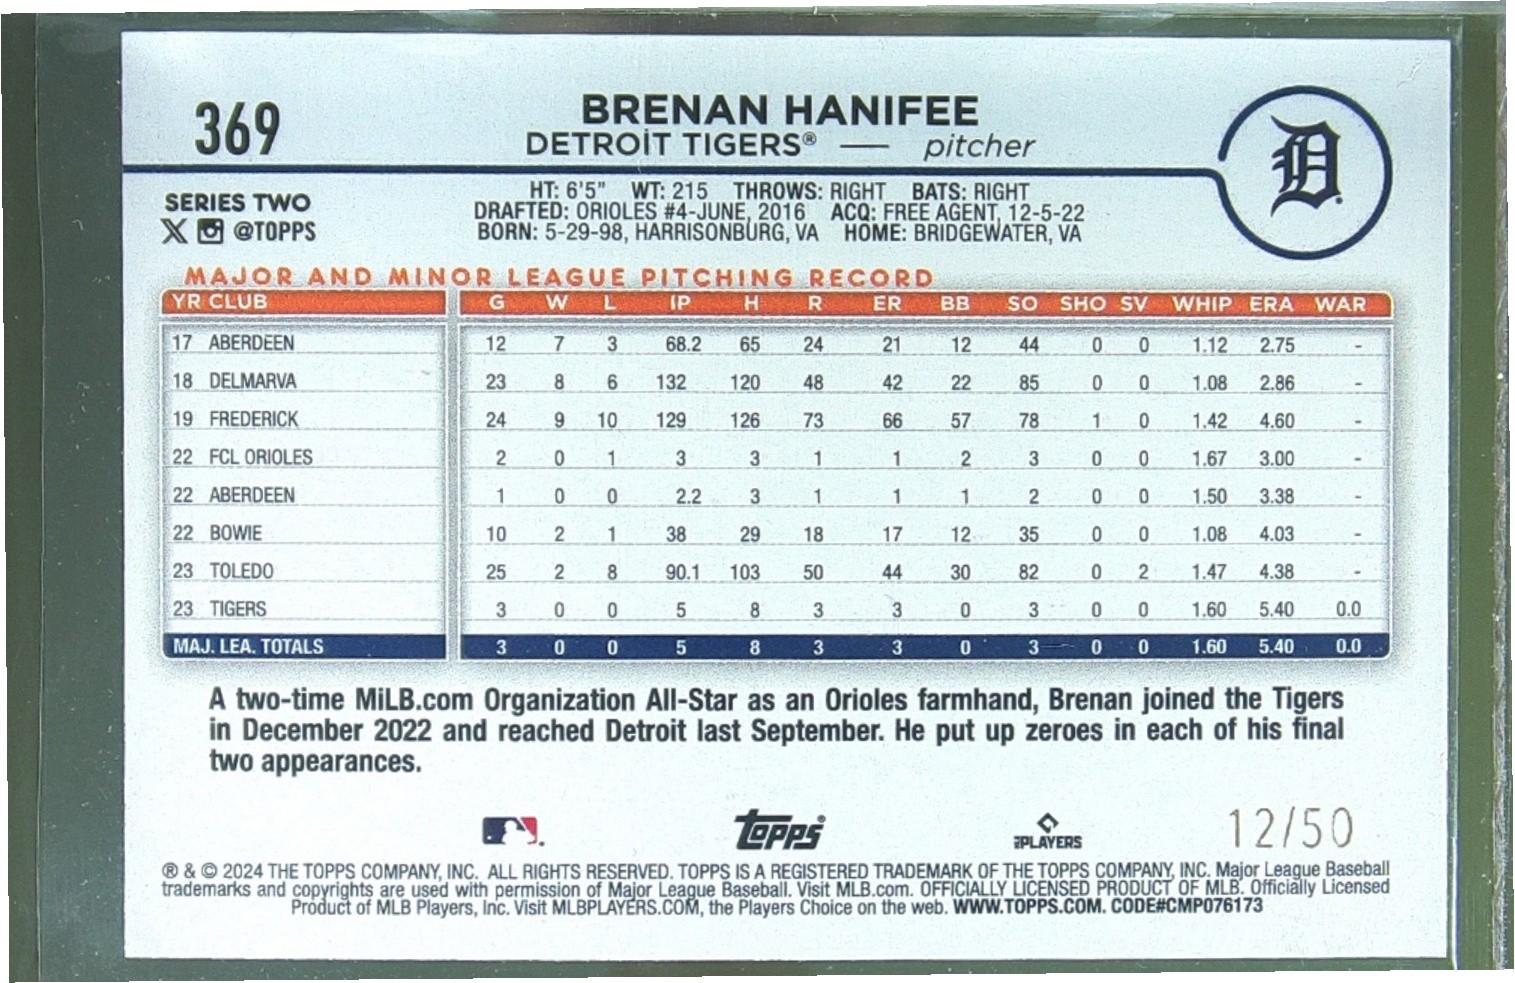 369
BRENAN HANIFEE
DETROIT TIGERS® — pitcher
D
SERIES TWO
X @TOPPS
HT: 6'5" WT: 215 THROWS: RIGHT BATS: RIGHT
DRAFTED: ORIOLES #4-JUNE, 2016 ACQ: FREE AGENT, 12-5-22
BORN: 5-29-98, HARRISONBURG, VA HOME: BRIDGEWATER, VA
MAJOR AND MINOR LEAGUE PITCHING RECORD
YR CLUB G W L IP H R ER BB SO SHO SV WHIP ERA WAR
17 ABERDEEN 12 7 3 68.2 65 24 21 12 44 0 0 1.12 2.75 -
18 DELMARVA 23 8 6 132 120 48 42 22 85 0 0 1.08 2.86 -
19 FREDERICK 24 9 10 129 126 73 66 57 78 1 0 1.42 4.60 -
22 FCL ORIOLES 2 0 1 3 3 1 1 2 3 0 0 1.67 3.00 -
22 ABERDEEN 1 0 0 2.2 3 1 1 1 2 0 0 1.50 3.38 -
22 BOWIE 10 2 1 38 29 18 17 12 35 0 0 1.08 4.03 -
23 TOLEDO 25 2 8 90.1 103 50 44 30 82 0 2 1.47 4.38 -
23 TIGERS 3 0 0 5 8 3 3 0 3 0 0 1.60 5.40 0.0
MAJ. LEA. TOTALS 3 0 0 5 8 3 3 0 3 0 0 1.60 5.40 0.0
A two-time MiLB.com Organization All-Star as an Orioles farmhand, Brenan joined the Tigers
in December 2022 and reached Detroit last September. He put up zeroes in each of his final
two appearances.
topps®
PLAYERS
12/50
® & © 2024 THE TOPPS COMPANY, INC. ALL RIGHTS RESERVED. TOPPS IS A REGISTERED TRADEMARK OF THE TOPPS COMPANY, INC. Major League Baseball
trademarks and copyrights are used with permission of Major League Baseball. Visit MLB.com. OFFICIALLY LICENSED PRODUCT OF MLB. Officially Licensed
Product of MLB Players, Inc. Visit MLBPLAYERS.COM, the Players Choice on the web. WWW.TOPPS.COM. CODE#CMP076173